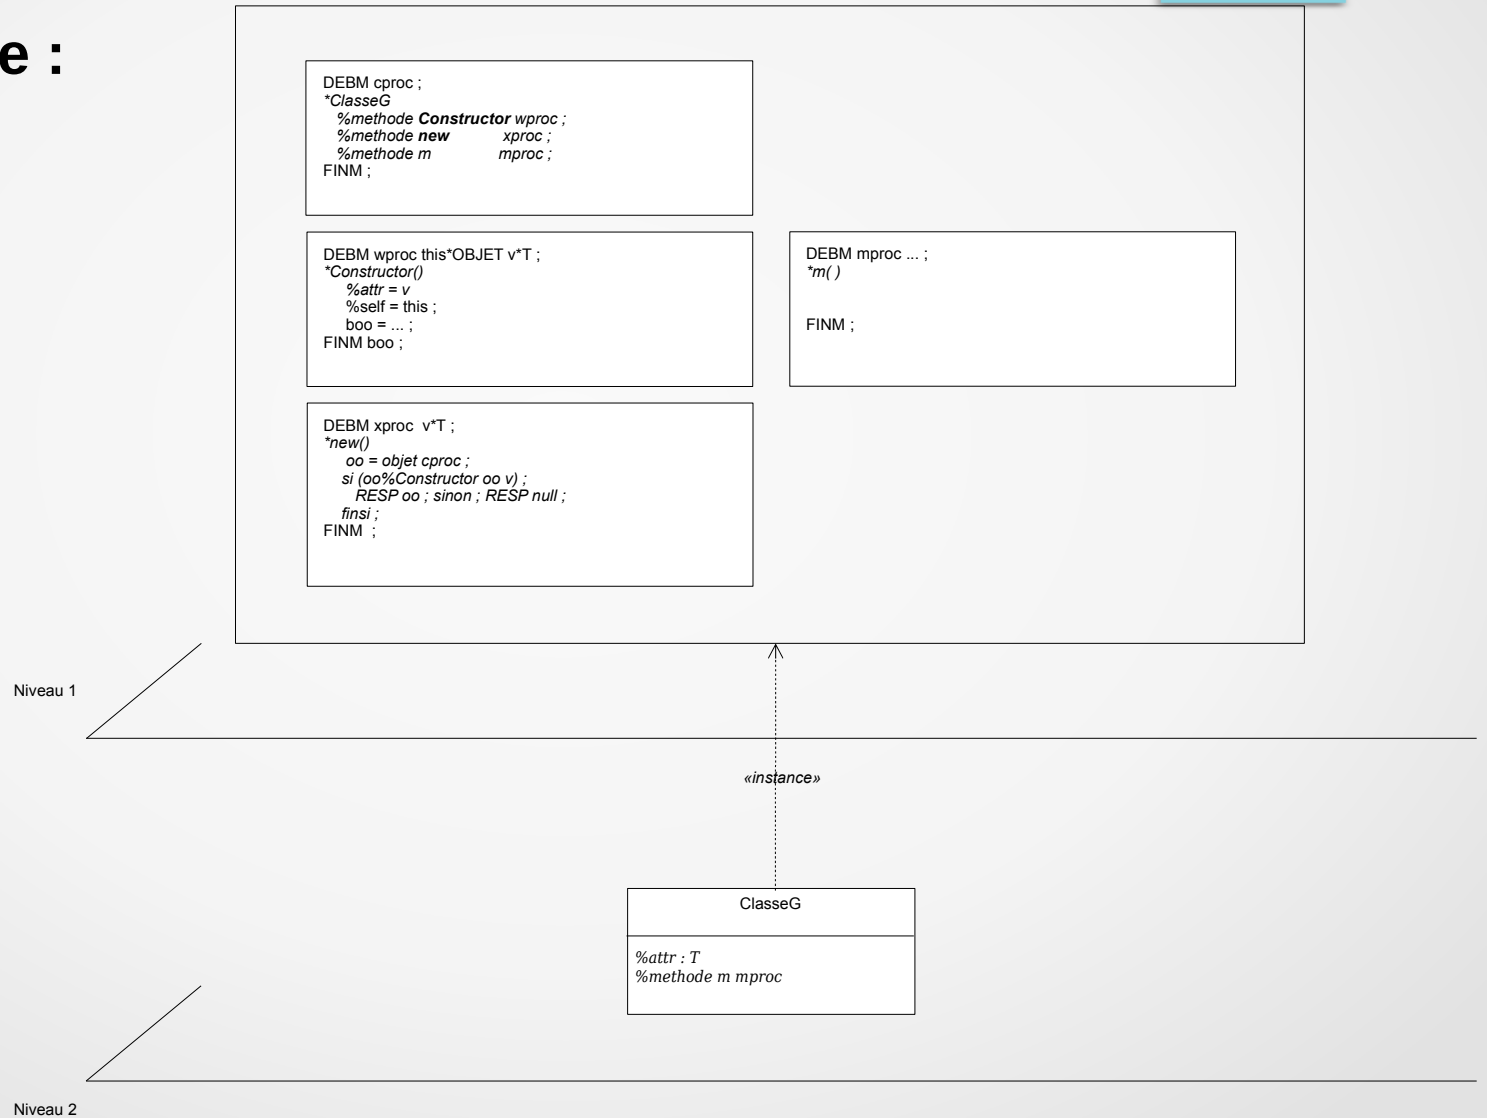 e :
DEBM cproc ;
*ClasseG
%methode Constructor wproc ;
%methode new xproc ;
%methode m mproc ;
FINM ;
DEBM wproc this*OBJET v*T ;
*Constructor()
%attr = v
%self = this ;
boo = ... ;
FINM boo ;
DEBM mproc ... ;
*m( )
FINM ;
DEBM xproc v*T ;
*new()
oo = objet cproc ;
si (oo%Constructor oo v) ;
RESP oo ; sinon ; RESP null ;
finsi ;
FINM ;
Niveau 1
«instance»
ClasseG
%attr : T
%methode m mproc
Niveau 2